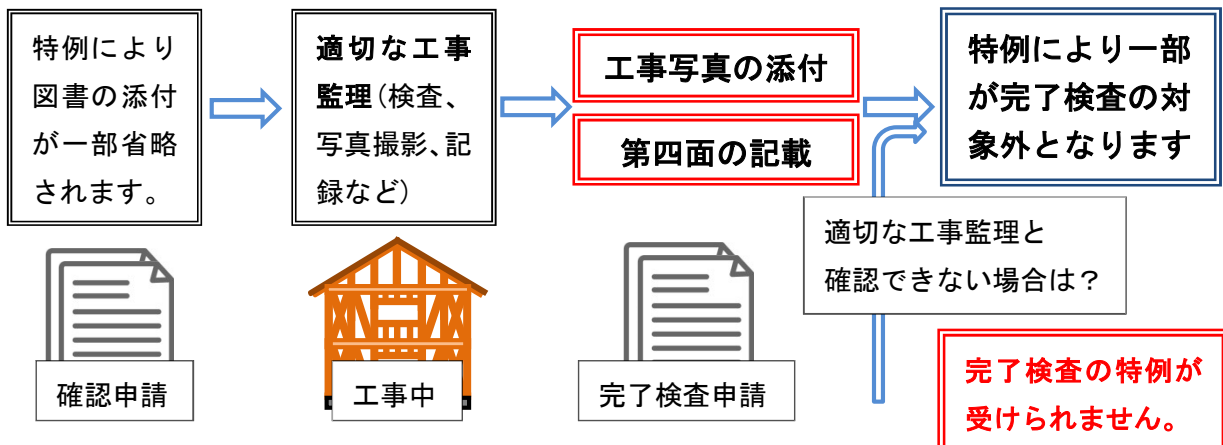 特例により
図書の添付
が一部省略
されます。
適切な工事
監理(検査、
写真撮影、記
録など)
工事写真の添付
第四面の記載
特例により一部
が完了検査の対
象外となります
適切な工事監理と
確認できない場合は？
確認申請
工事中
完了検査申請
完了検査の特例が
受けられません。